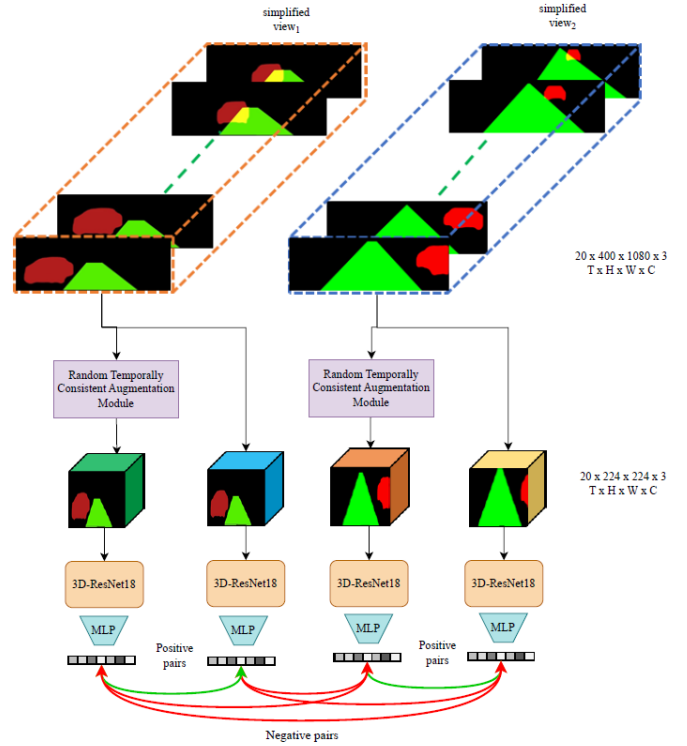 simplified
view1
simplified
view2
20 x 400 x 1080 x 3
T x H x W x C
Random Temporally
Consistent Augmentation
Module
Random Temporally
Consistent Augmentation
Module
20 x 224 x 224 x 3
T x H x W x C
3D-ResNet18
3D-ResNet18
3D-ResNet18
3D-ResNet18
MLP
MLP
MLP
MLP
Positive
pairs
Positive
pairs
Negative pairs